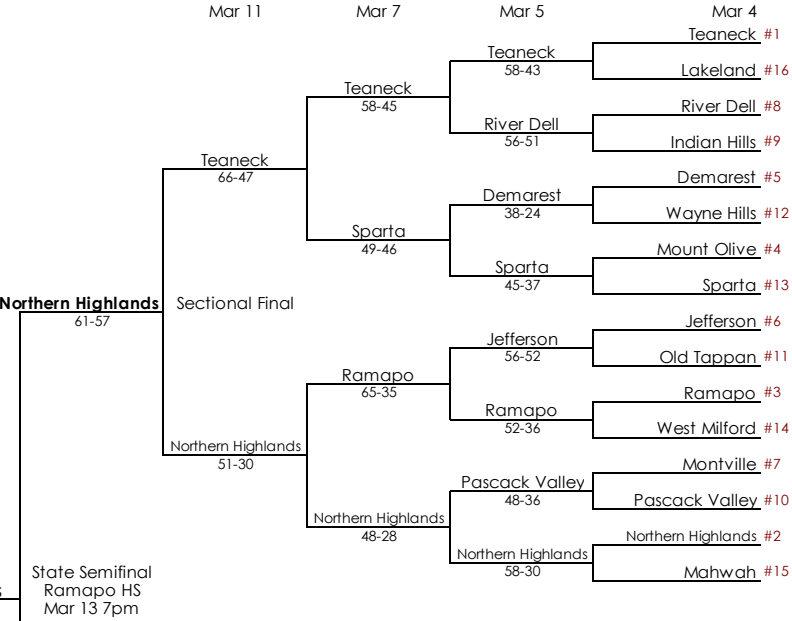 Mar 11 Mar 7 Mar 5 Mar 4
Teaneck #1
Teaneck
58-43
Lakeland #16
Teaneck
58-45
River Dell #8
River Dell
56-51
Indian Hills #9
Teaneck
66-47
Demarest #5
Demarest
38-24
Wayne Hills #12
Sparta
49-46
Mount Olive #4
Sparta
45-37
Sparta #13
Northern Highlands
61-57
Sectional Final
Jefferson #6
Jefferson
56-52
Old Tappan #11
Ramapo
65-35
Ramapo #3
Ramapo
52-36
West Milford #14
Northern Highlands
51-30
Montville #7
Pascack Valley
48-36
Pascack Valley #10
Northern Highlands
48-28
Northern Highlands #2
Northern Highlands
58-30
Mahwah #15
State Semifinal
Ramapo HS
Mar 13 7pm